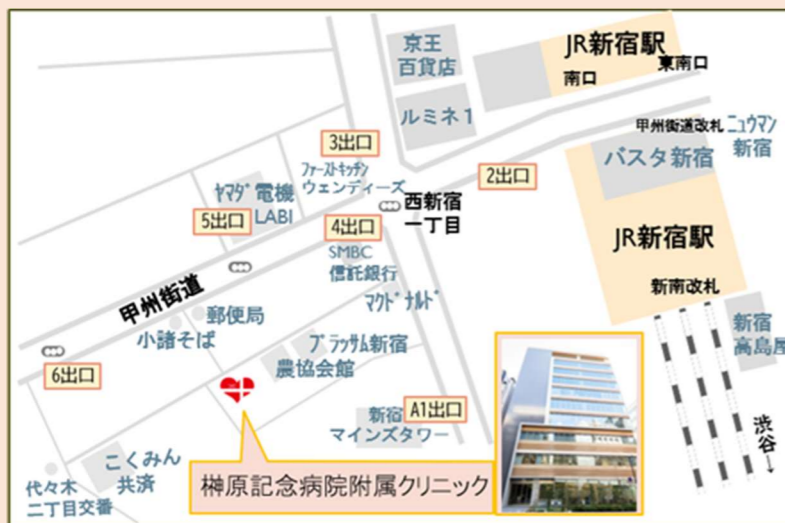 京王
百貨店
JR新宿駅
南口
東南口
ルミネ1
甲州街道改札
ニュウマン
新宿
バスタ新宿
3出口
ファーストキッチン
ウェンディーズ
2出口
ヤマダ電機
LABI
5出口
4出口
西新宿
一丁目
SMBC
信託銀行
JR新宿駅
新南改札
甲州街道
マクドナルド
郵便局
小諸そば
ブラッサム新宿
農協会館
新宿
高島屋
6出口
A1出口
新宿
マインズタワー
渋谷→
こくみん
共済
榊原記念病院附属クリニック
代々木
二丁目交番